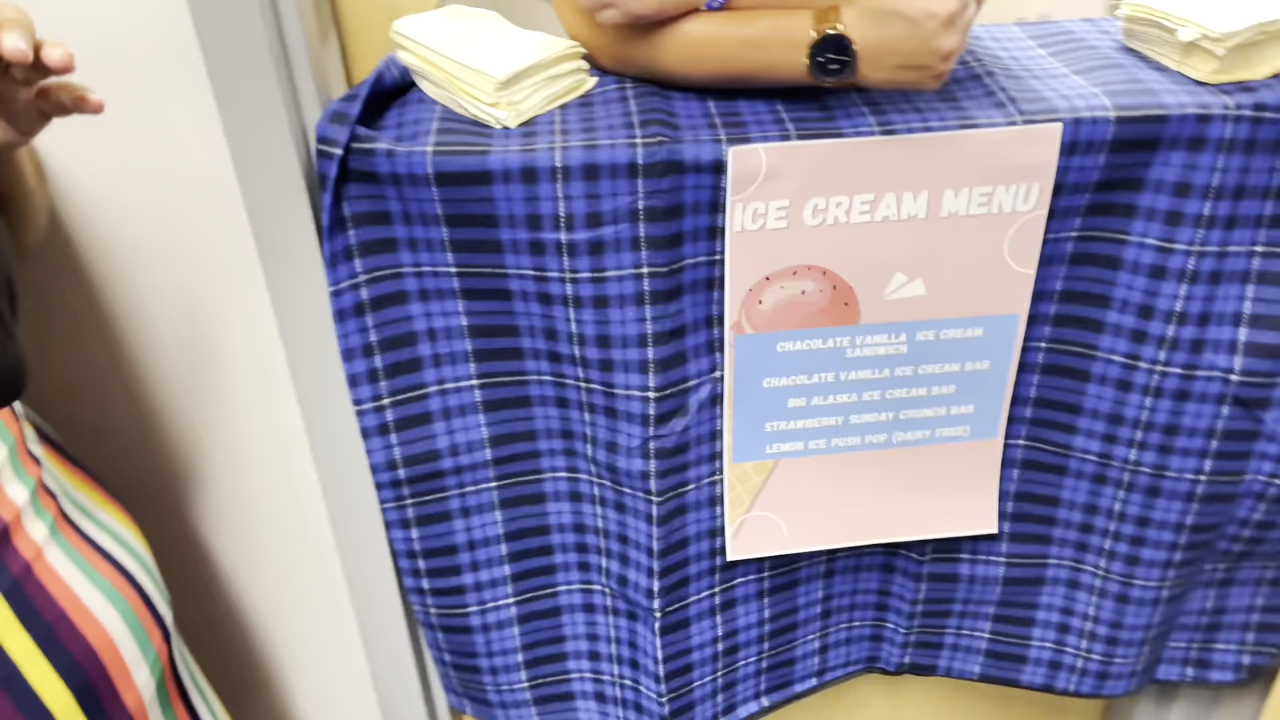 ICE CREAM MENU
CHACOLATE VANILLA ICE CREAM
SANDWICH
CHACOLATE VANILLA ICE CREAM BAR
BIG ALASKA ICE CREAM BAR
STRAWBERRY SUNDAY CRUNCH BAR
LEMON ICE PUSH POP (DAIRY FREE)